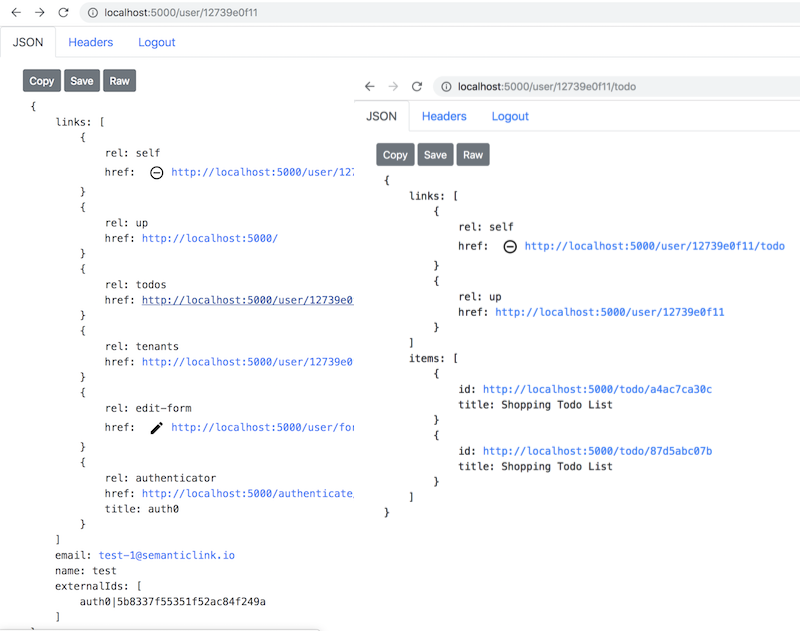 localhost:5000/user/12739e0f11
JSON Headers Logout
Copy Save Raw
{
links: [
{
rel: self
href: http://localhost:5000/user/127
}
{
rel: up
href: http://localhost:5000/
}
{
rel: todos
href: http://localhost:5000/user/12739e0
}
{
rel: tenants
href: http://localhost:5000/user/12739e0
}
{
rel: edit-form
href: http://localhost:5000/user/for
}
{
rel: authenticator
href: http://localhost:5000/authenticate
title: auth0
}
]
email: test-1@semanticlink.io
name: test
externalIds: [
auth0|5b8337f55351f52ac84f249a
]
localhost:5000/user/12739e0f11/todo
JSON Headers Logout
Copy Save Raw
{
links: [
{
rel: self
href: http://localhost:5000/user/12739e0f11/todo
}
{
rel: up
href: http://localhost:5000/user/12739e0f11
}
]
items: [
{
id: http://localhost:5000/todo/a4ac7ca30c
title: Shopping Todo List
}
{
id: http://localhost:5000/todo/87d5abc07b
title: Shopping Todo List
}
]
}